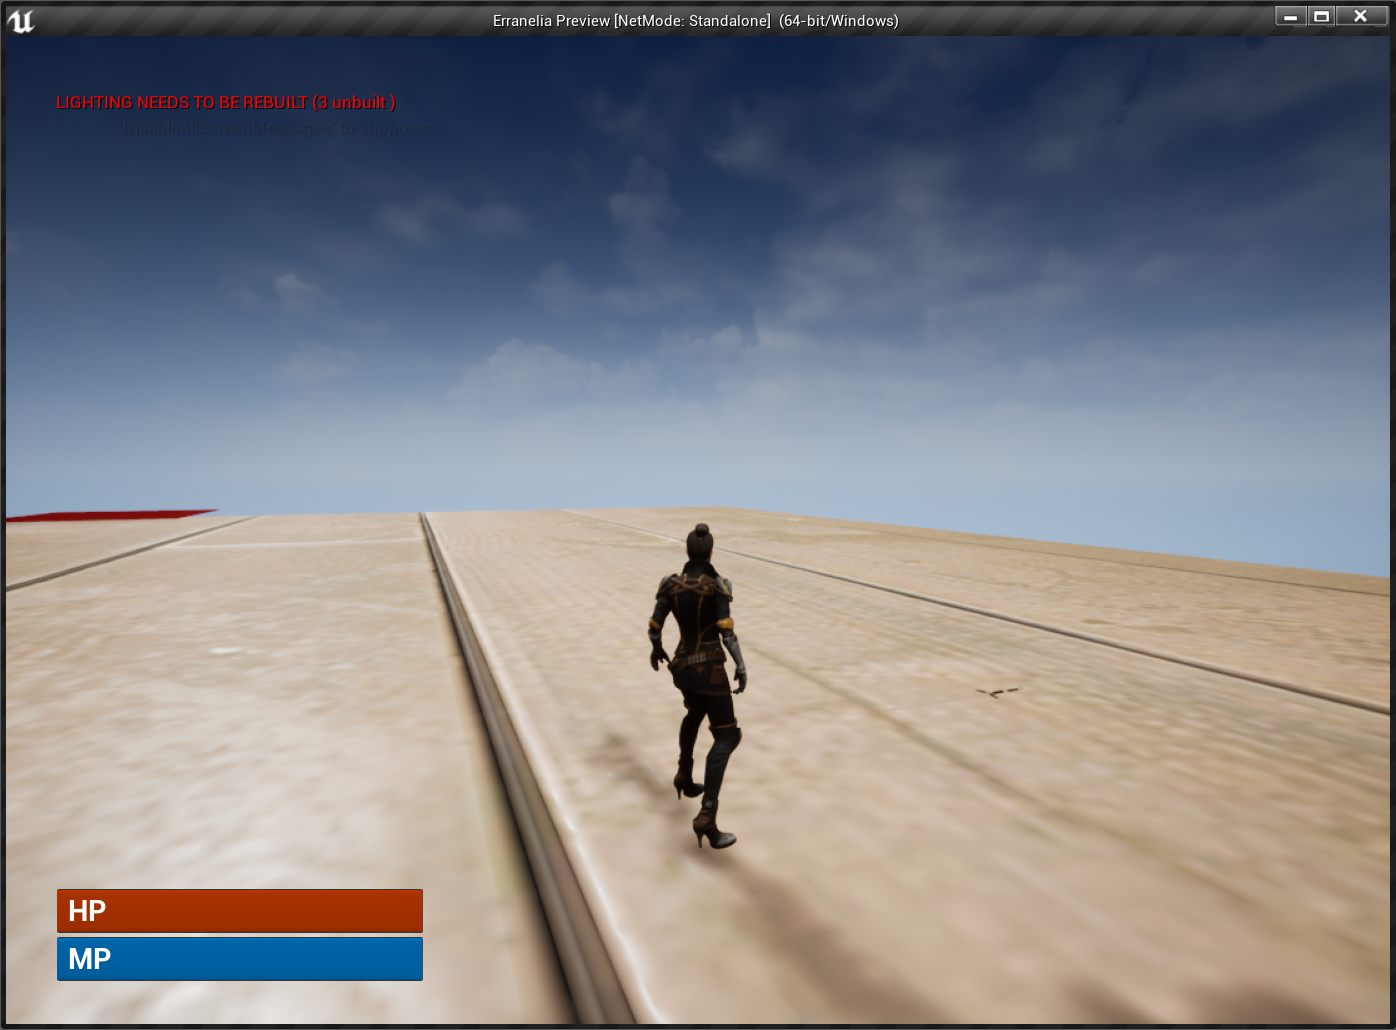 Erranelia Preview [NetMode: Standalone] (64-bit/Windows)
LIGHTING NEEDS TO BE REBUILT (3 unbuilt )
'DisableAllScreenMessages' to suppress
HP
MP